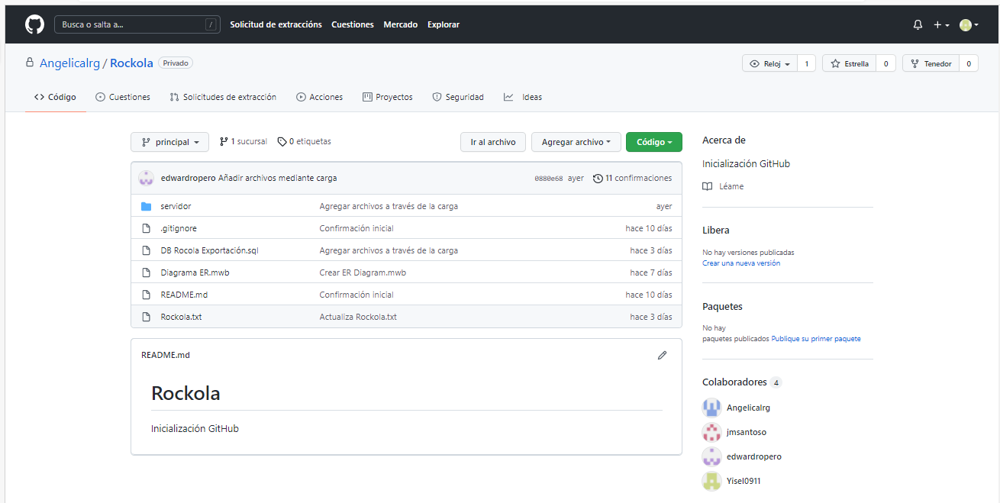 Busca o salta a... / Solicitud de extraccións Cuestiones Mercado Explorar
Angelicalrg / Rockola Privado Reloj 1 Estrella 0 Tenedor 0
Código Cuestiones Solicitudes de extracción Acciones Proyectos Seguridad Ideas
principal 1 sucursal 0 etiquetas Ir al archivo Agregar archivo Código
edwardropero Añadir archivos mediante carga 0880e68 ayer 11 confirmaciones
servidor Agregar archivos a través de la carga ayer
.gitignore Confirmación inicial hace 10 días
DB Rocola Exportación.sql Agregar archivos a través de la carga hace 3 días
Diagrama ER.mwb Crear ER Diagram.mwb hace 7 días
README.md Confirmación inicial hace 10 días
Rockola.txt Actualiza Rockola.txt hace 3 días
README.md
Rockola
Inicialización GitHub
Acerca de
Inicialización GitHub
Léame
Libera
No hay versiones publicadas
Crear una nueva versión
Paquetes
No hay
paquetes publicados Publique su primer paquete
Colaboradores 4
Angelicalrg
jmsantoso
edwardropero
Yisel0911